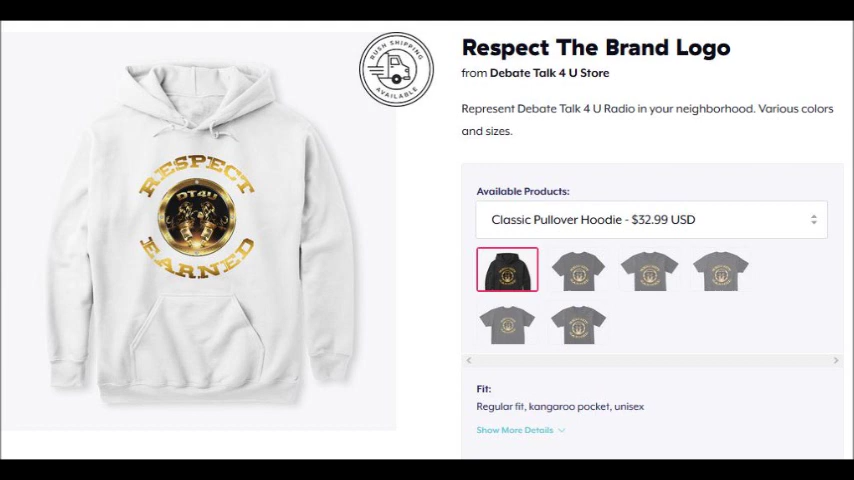 RUSH SHIPPING
AVAILABLE
RESPECT
DT4U
EARNED
Respect The Brand Logo
from Debate Talk 4 U Store
Represent Debate Talk 4 U Radio in your neighborhood. Various colors
and sizes.
Available Products:
Classic Pullover Hoodie - $32.99 USD
Fit:
Regular fit, kangaroo pocket, unisex
Show More Details